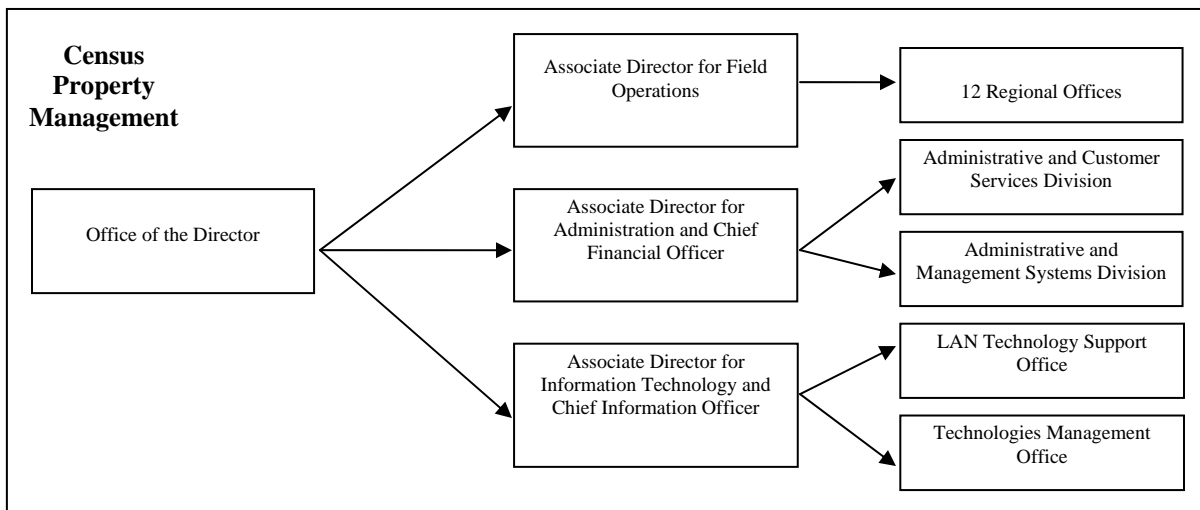 Census
Property
Management
Office of the Director
Associate Director for Field
Operations
Associate Director for
Administration and Chief
Financial Officer
Associate Director for
Information Technology and
Chief Information Officer
12 Regional Offices
Administrative and Customer
Services Division
Administrative and
Management Systems Division
LAN Technology Support
Office
Technologies Management
Office